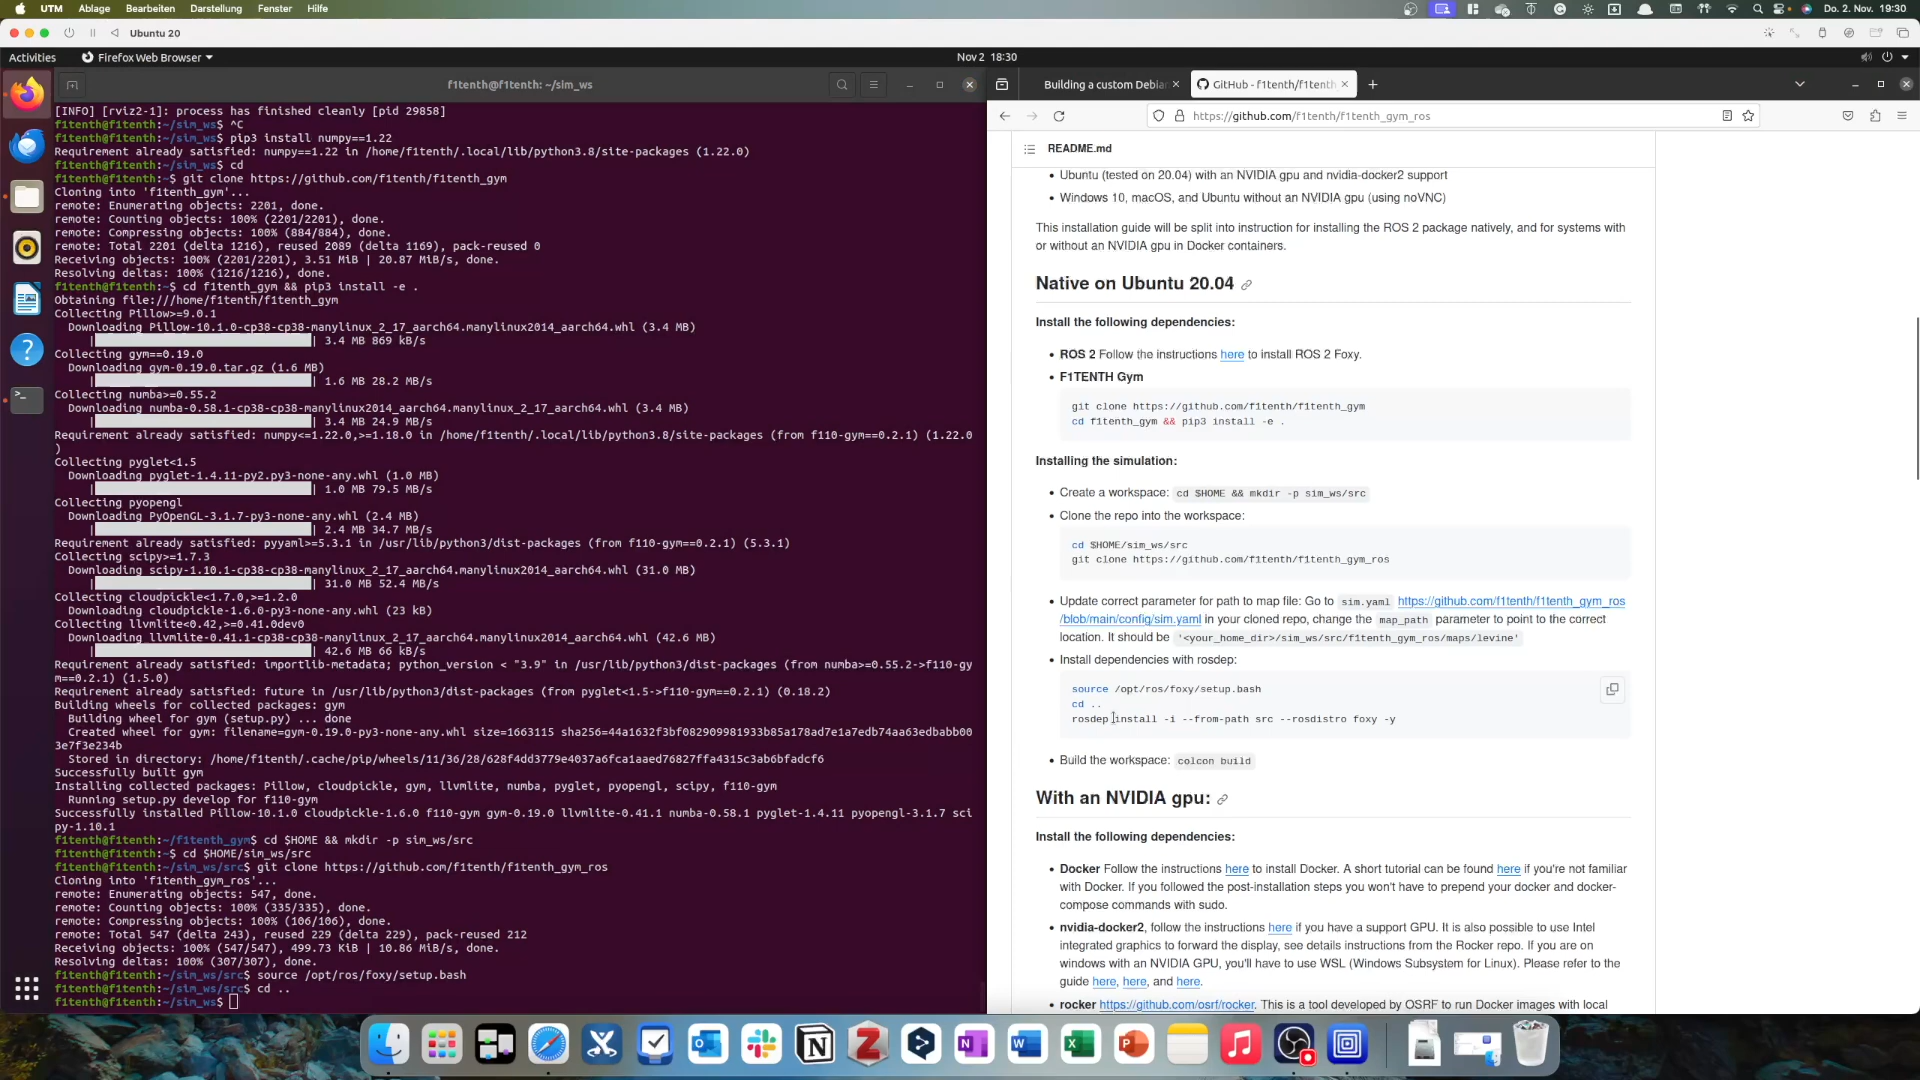 UTM Ablage Bearbeiten Darstellung Fenster Hilfe
Do. 2. Nov. 19:30
Ubuntu 20
Activities
Firefox Web Browser
Nov 2 18:30
f1tenth@f1tenth: ~/sim_ws
[INFO] [rviz2-1]: process has finished cleanly [pid 29858]
f1tenth@f1tenth:~/sim_ws$ ^C
f1tenth@f1tenth:~/sim_ws$ pip3 install numpy==1.22
Requirement already satisfied: numpy==1.22 in /home/f1tenth/.local/lib/python3.8/site-packages (1.22.0)
f1tenth@f1tenth:~/sim_ws$ cd
f1tenth@f1tenth:~$ git clone https://github.com/f1tenth/f1tenth_gym
Cloning into 'f1tenth_gym'...
remote: Enumerating objects: 2201, done.
remote: Counting objects: 100% (2201/2201), done.
remote: Compressing objects: 100% (884/884), done.
remote: Total 2201 (delta 1216), reused 2089 (delta 1169), pack-reused 0
Receiving objects: 100% (2201/2201), 3.51 MiB | 20.87 MiB/s, done.
Resolving deltas: 100% (1216/1216), done.
f1tenth@f1tenth:~$ cd f1tenth_gym && pip3 install -e .
Obtaining file:///home/f1tenth/f1tenth_gym
Collecting Pillow>=9.0.1
Downloading Pillow-10.1.0-cp38-cp38-manylinux_2_17_aarch64.manylinux2014_aarch64.whl (3.4 MB)
| | 3.4 MB 869 kB/s
Collecting gym==0.19.0
Downloading gym-0.19.0.tar.gz (1.6 MB)
| | 1.6 MB 28.2 MB/s
Collecting numba>=0.55.2
Downloading numba-0.58.1-cp38-cp38-manylinux2014_aarch64.manylinux_2_17_aarch64.whl (3.4 MB)
| | 3.4 MB 24.9 MB/s
Requirement already satisfied: numpy<=1.22.0,>=1.18.0 in /home/f1tenth/.local/lib/python3.8/site-packages (from f110-gym==0.2.1) (1.22.0
)
Collecting pyglet<1.5
Downloading pyglet-1.4.11-py2.py3-none-any.whl (1.0 MB)
| | 1.0 MB 79.5 MB/s
Collecting pyopengl
Downloading PyOpenGL-3.1.7-py3-none-any.whl (2.4 MB)
| | 2.4 MB 34.7 MB/s
Requirement already satisfied: pyyaml>=5.3.1 in /usr/lib/python3/dist-packages (from f110-gym==0.2.1) (5.3.1)
Collecting scipy>=1.7.3
Downloading scipy-1.10.1-cp38-cp38-manylinux_2_17_aarch64.manylinux2014_aarch64.whl (31.0 MB)
| | 31.0 MB 52.4 MB/s
Collecting cloudpickle<1.7.0,>=1.2.0
Downloading cloudpickle-1.6.0-py3-none-any.whl (23 kB)
Collecting llvmlite<0.42,>=0.41.0dev0
Downloading llvmlite-0.41.1-cp38-cp38-manylinux_2_17_aarch64.manylinux2014_aarch64.whl (42.6 MB)
| | 42.6 MB 66 kB/s
Requirement already satisfied: importlib-metadata; python_version < "3.9" in /usr/lib/python3/dist-packages (from numba>=0.55.2->f110-gy
m==0.2.1) (1.5.0)
Requirement already satisfied: future in /usr/lib/python3/dist-packages (from pyglet<1.5->f110-gym==0.2.1) (0.18.2)
Building wheels for collected packages: gym
Building wheel for gym (setup.py) ... done
Created wheel for gym: filename=gym-0.19.0-py3-none-any.whl size=1663115 sha256=44a1632f3bf082909981933b85a178ad7e1a7edb74aa63edbabb00
3e7f3e234b
Stored in directory: /home/f1tenth/.cache/pip/wheels/11/36/28/628f4dd3779e4037a6fca1aaed76827ffa4315c3ab6bfadcf6
Successfully built gym
Installing collected packages: Pillow, cloudpickle, gym, llvmlite, numba, pyglet, pyopengl, scipy, f110-gym
Running setup.py develop for f110-gym
Successfully installed Pillow-10.1.0 cloudpickle-1.6.0 f110-gym gym-0.19.0 llvmlite-0.41.1 numba-0.58.1 pyglet-1.4.11 pyopengl-3.1.7 sci
py-1.10.1
f1tenth@f1tenth:~/f1tenth_gym$ cd $HOME && mkdir -p sim_ws/src
f1tenth@f1tenth:~$ cd $HOME/sim_ws/src
f1tenth@f1tenth:~/sim_ws/src$ git clone https://github.com/f1tenth/f1tenth_gym_ros
Cloning into 'f1tenth_gym_ros'...
remote: Enumerating objects: 547, done.
remote: Counting objects: 100% (335/335), done.
remote: Compressing objects: 100% (106/106), done.
remote: Total 547 (delta 243), reused 229 (delta 229), pack-reused 212
Receiving objects: 100% (547/547), 499.73 KiB | 10.86 MiB/s, done.
Resolving deltas: 100% (307/307), done.
f1tenth@f1tenth:~/sim_ws/src$ source /opt/ros/foxy/setup.bash
f1tenth@f1tenth:~/sim_ws/src$ cd ..
f1tenth@f1tenth:~/sim_ws$
Building a custom Debia
GitHub - f1tenth/f1tenth
https://github.com/f1tenth/f1tenth_gym_ros
README.md
• Ubuntu (tested on 20.04) with an NVIDIA gpu and nvidia-docker2 support
• Windows 10, macOS, and Ubuntu without an NVIDIA gpu (using noVNC)
This installation guide will be split into instruction for installing the ROS 2 package natively, and for systems with
or without an NVIDIA gpu in Docker containers.
Native on Ubuntu 20.04
Install the following dependencies:
• ROS 2 Follow the instructions here to install ROS 2 Foxy.
• F1TENTH Gym
git clone https://github.com/f1tenth/f1tenth_gym
cd f1tenth_gym && pip3 install -e .
Installing the simulation:
• Create a workspace: cd $HOME && mkdir -p sim_ws/src
• Clone the repo into the workspace:
cd $HOME/sim_ws/src
git clone https://github.com/f1tenth/f1tenth_gym_ros
• Update correct parameter for path to map file: Go to sim.yaml https://github.com/f1tenth/f1tenth_gym_ros
/blob/main/config/sim.yaml in your cloned repo, change the map_path parameter to point to the correct
location. It should be '<your_home_dir>/sim_ws/src/f1tenth_gym_ros/maps/levine'
• Install dependencies with rosdep:
source /opt/ros/foxy/setup.bash
cd ..
rosdep install -i --from-path src --rosdistro foxy -y
• Build the workspace: colcon build
With an NVIDIA gpu:
Install the following dependencies:
• Docker Follow the instructions here to install Docker. A short tutorial can be found here if you're not familiar
with Docker. If you followed the post-installation steps you won't have to prepend your docker and docker-
compose commands with sudo.
• nvidia-docker2, follow the instructions here if you have a support GPU. It is also possible to use Intel
integrated graphics to forward the display, see details instructions from the Rocker repo. If you are on
windows with an NVIDIA GPU, you'll have to use WSL (Windows Subsystem for Linux). Please refer to the
guide here, here, and here.
• rocker https://github.com/osrf/rocker. This is a tool developed by OSRF to run Docker images with local